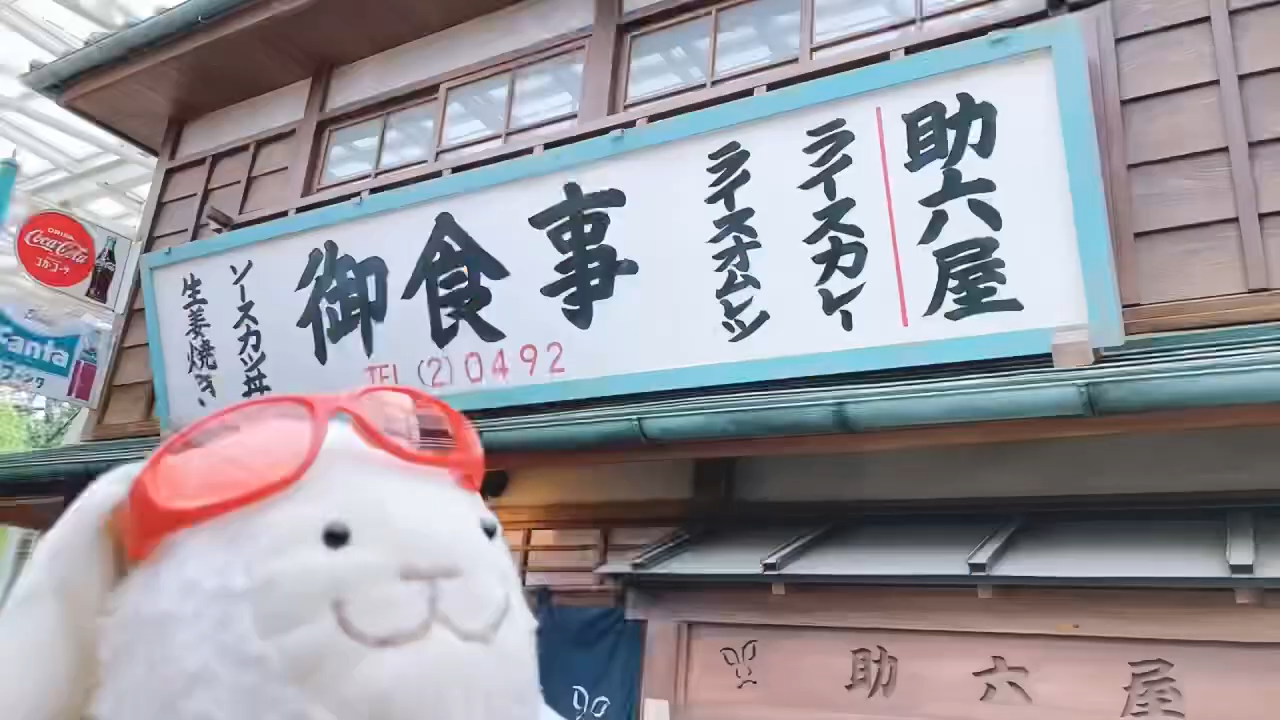 助六屋
ライスカレー
ライスオムレツ
御食事
TEL (2) 0492
ソースカツ丼
生姜焼き
DRINK
Coca-Cola
コカ・コーラ
Fanta
助六屋